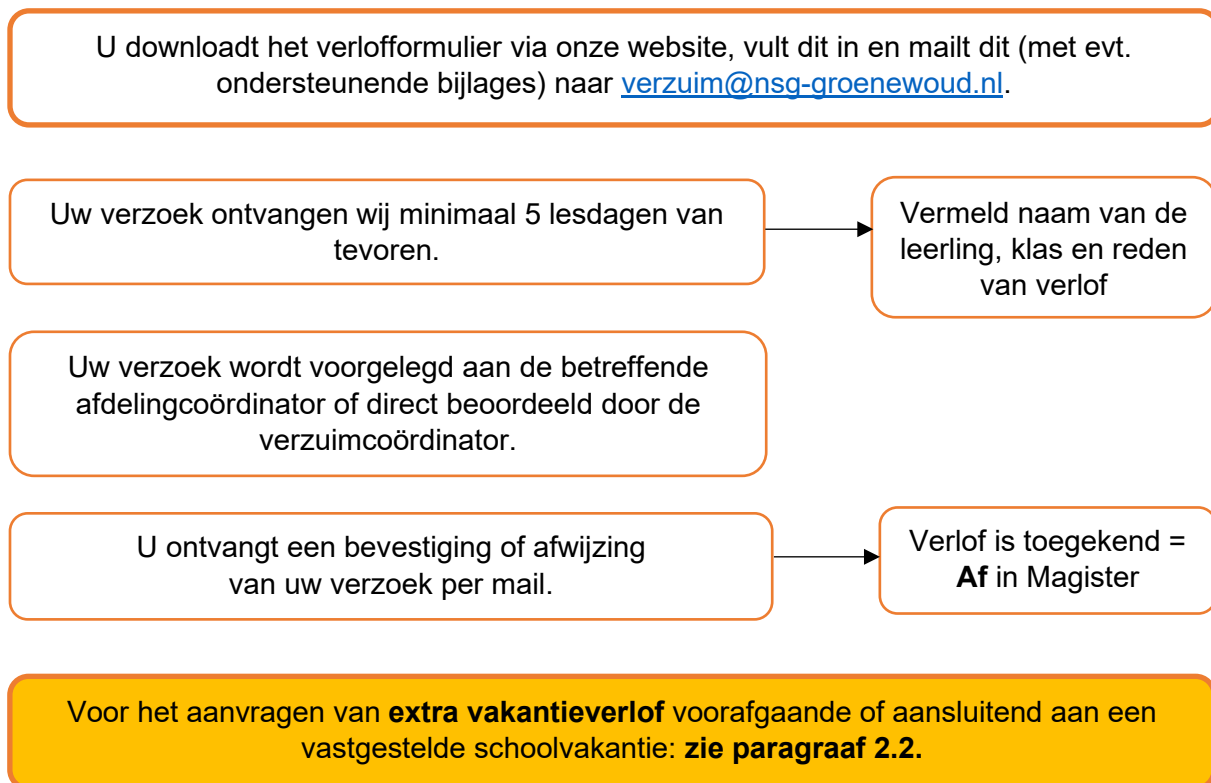 U downloadt het verlofformulier via onze website, vult dit in en mailt dit (met evt.
ondersteunende bijlages) naar verzuim@nsg-groenewoud.nl.
Uw verzoek ontvangen wij minimaal 5 lesdagen van
tevoren.
Vermeld naam van de
leerling, klas en reden
van verlof
Uw verzoek wordt voorgelegd aan de betreffende
afdelingcoördinator of direct beoordeeld door de
verzuimcoördinator.
U ontvangt een bevestiging of afwijzing
van uw verzoek per mail.
Verlof is toegekend =
Af in Magister
Voor het aanvragen van extra vakantieverlof voorafgaande of aansluitend aan een
vastgestelde schoolvakantie: zie paragraaf 2.2.